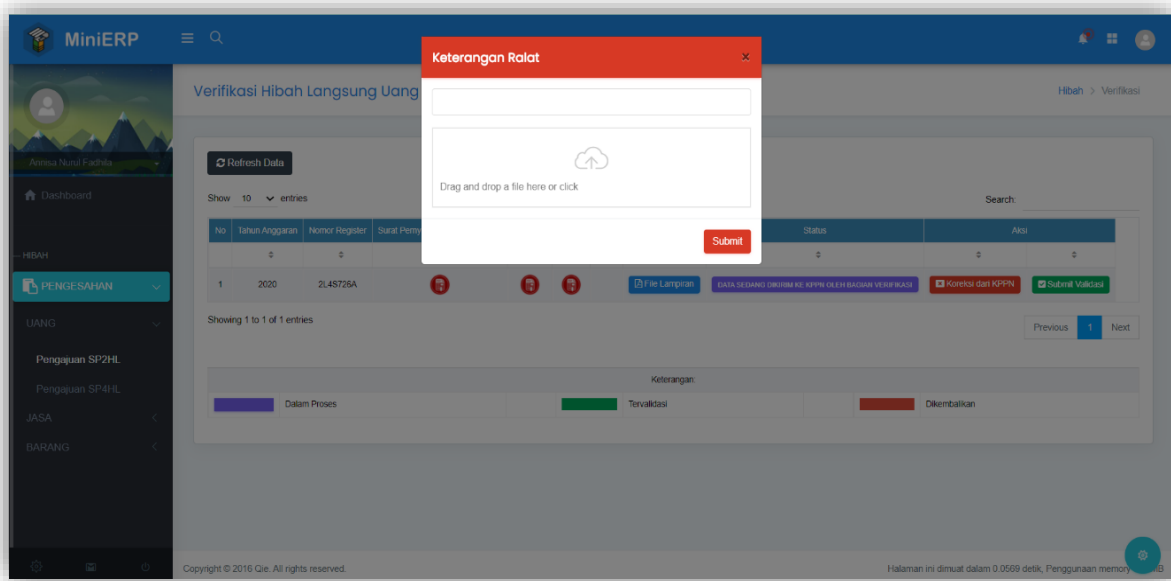 MiniERP
Keterangan Ralat
×
Verifikasi Hibah Langsung Uang
Hibah > Verifikasi
Drag and drop a file here or click
Submit
Annisa Nurul Fadhila
Refresh Data
Dashboard
Show 10 entries
Search:
No Tahun Anggaran Nomor Register Surat Status Aksi
HIBAH
PENGESAHAN
1 2020 2L4S726A File Lampiran DATA SEDANG DIKIRIM KE KPPN OLEH BAGIAN VERIFIKASI Koreksi dari KPPN Submit Validasi
UANG
Showing 1 to 1 of 1 entries
Previous 1 Next
Pengajuan SP2HL
Pengajuan SP4HL
Keterangan:
Dalam Proses Tervalidasi Dikembalikan
JASA
BARANG
Copyright © 2016 Qie. All rights reserved.
Halaman ini dimuat dalam 0.0569 detik, Penggunaan memory